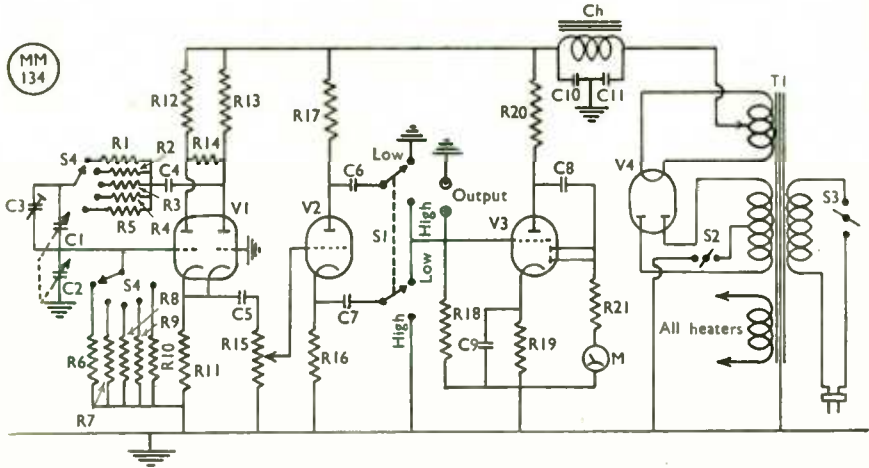 MM
134
Ch
C10
C11
T1
R12
R13
R17
R20
R14
R1
R2
S4
C4
R3
R4
R5
C3
C1
C2
V1
C6
Low
Output
High
V2
S1
Low
High
V3
C8
V4
S2
S3
S4
R8
R9
R10
R6
R7
R11
C5
R15
R16
C7
R18
C9
R19
R21
M
All heaters